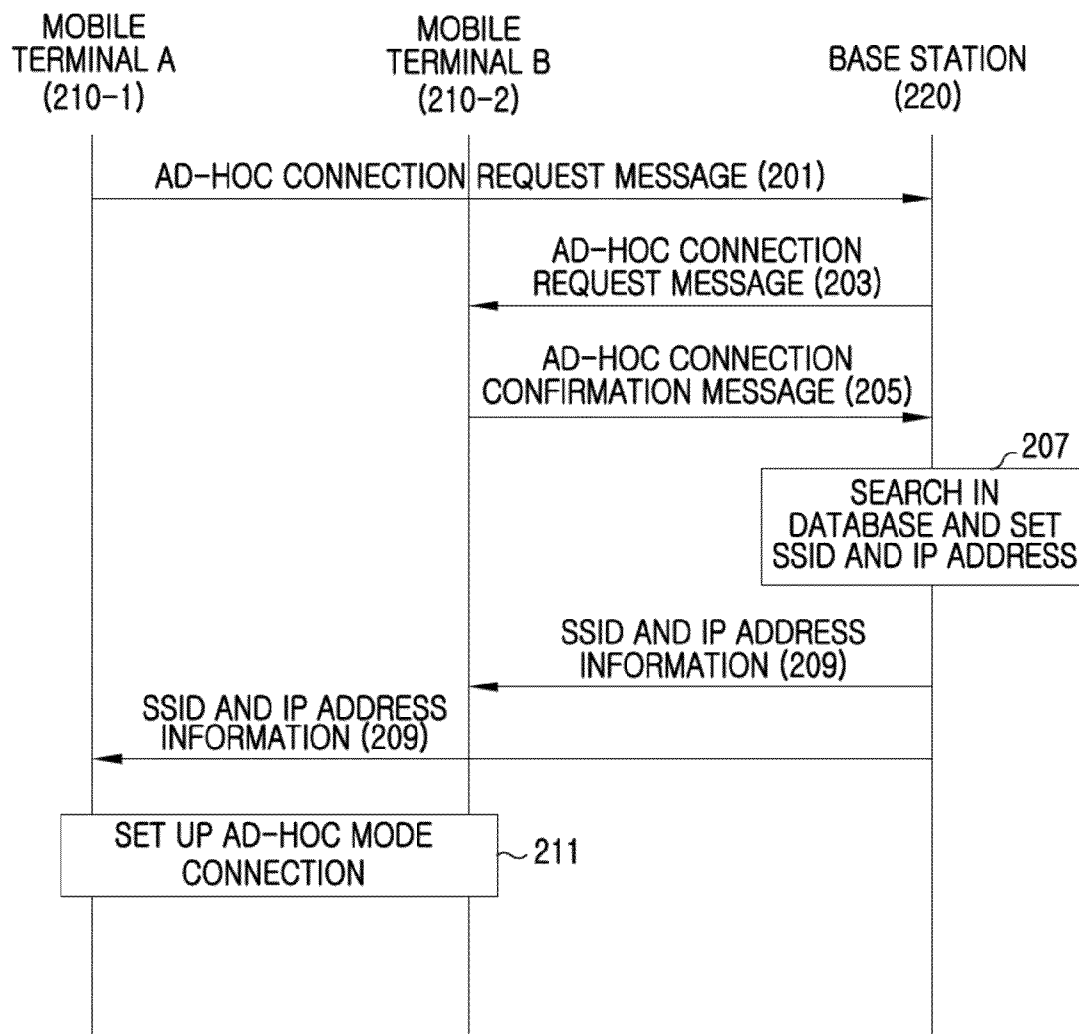 MOBILE
TERMINAL A
(210-1)
MOBILE
TERMINAL B
(210-2)
BASE STATION
(220)
AD-HOC CONNECTION REQUEST MESSAGE (201)
AD-HOC CONNECTION
REQUEST MESSAGE (203)
AD-HOC CONNECTION
CONFIRMATION MESSAGE (205)
207
SEARCH IN
DATABASE AND SET
SSID AND IP ADDRESS
SSID AND IP ADDRESS
INFORMATION (209)
SSID AND IP ADDRESS
INFORMATION (209)
SET UP AD-HOC MODE
CONNECTION
211